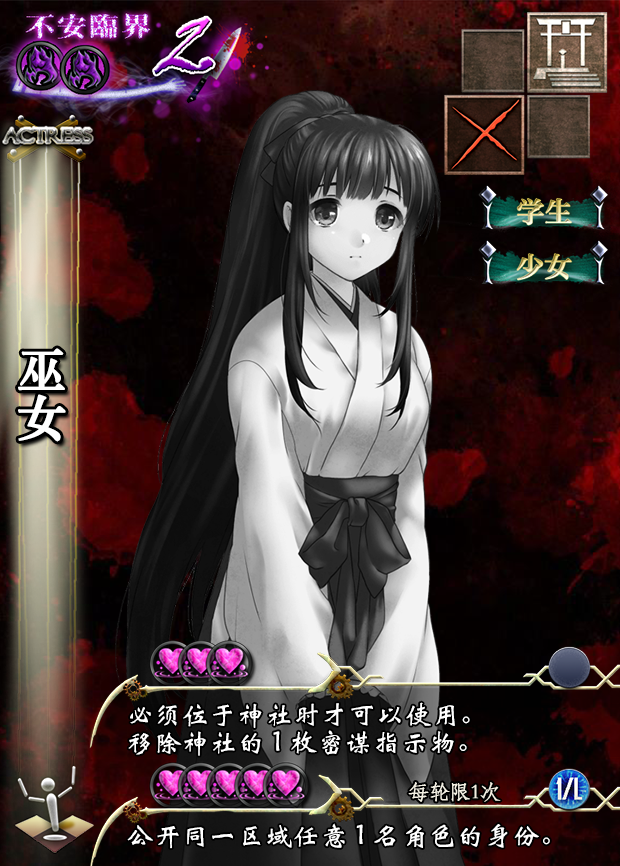 不安臨界
2
ACTRESS
学生
少女
巫女
必须位于神社时才可以使用。
移除神社的1枚密谋指示物。
每轮限1次
1/L
公开同一区域任意1名角色的身份。